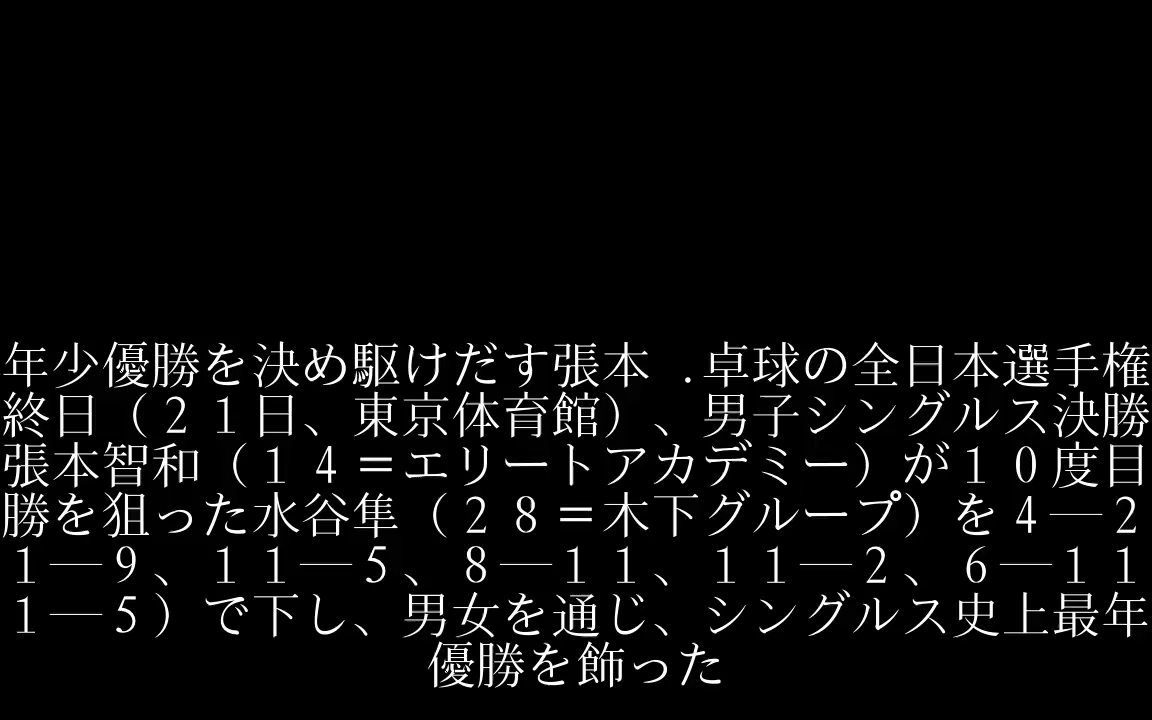 年少優勝を決め駆けだす張本 .卓球の全日本選手権
終日（２１日、東京体育館）、男子シングルス決勝
張本智和（１４＝エリートアカデミー）が１０度目
勝を狙った水谷隼（２８＝木下グループ）を４―２
１―９、１１―５、８―１１、１１―２、６―１１
１―５）で下し、男女を通じ、シングルス史上最年
優勝を飾った